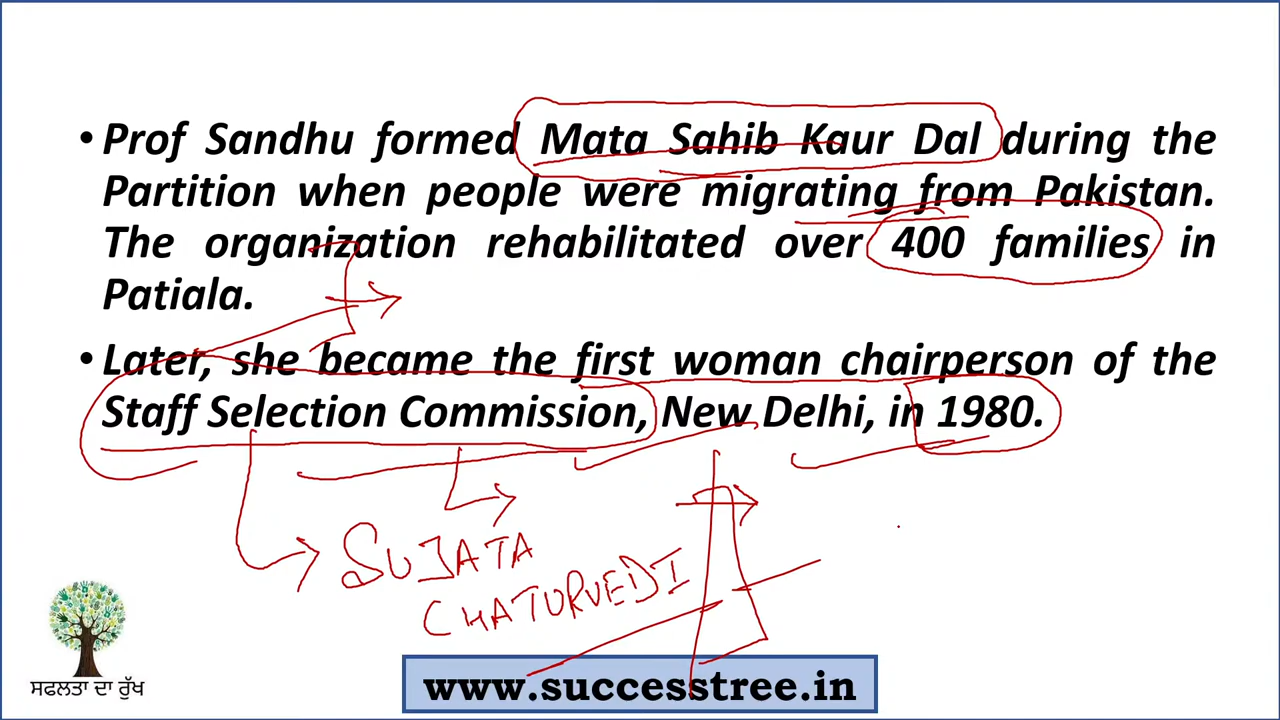 • Prof Sandhu formed Mata Sahib Kaur Dal during the
Partition when people were migrating from Pakistan.
The organization rehabilitated over 400 families in
Patiala.
• Later, she became the first woman chairperson of the
Staff Selection Commission, New Delhi, in 1980.
SUJATA
CHATURVEDI
ਸਫਲਤਾ ਦਾ ਰੁੱਖ
www.successtree.in